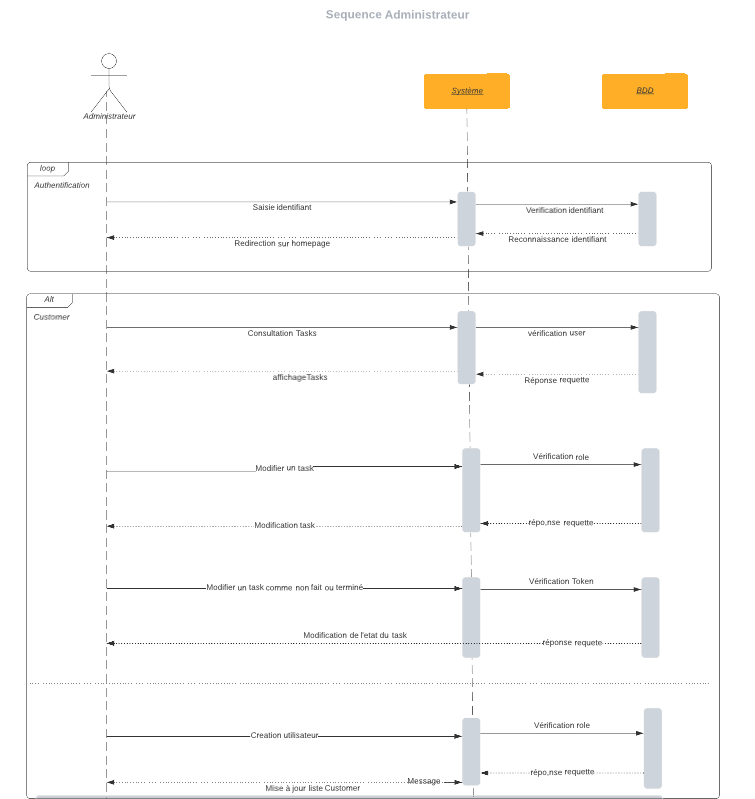 Sequence Administrateur
Système
BDD
Administrateur
loop
Authentification
Saisie identifiant
Verification identifiant
Redirection sur homepage
Reconnaissance identifiant
Alt
Customer
Consultation Tasks
vérification user
affichageTasks
Réponse requette
Modifier un task
Vérification role
Modification task
répo,nse requette
Modifier un task comme non fait ou terminé
Vérification Token
Modification de l'etat du task
réponse requete
Creation utilisateur
Vérification role
Message
répo,nse requette
Mise à jour liste Customer